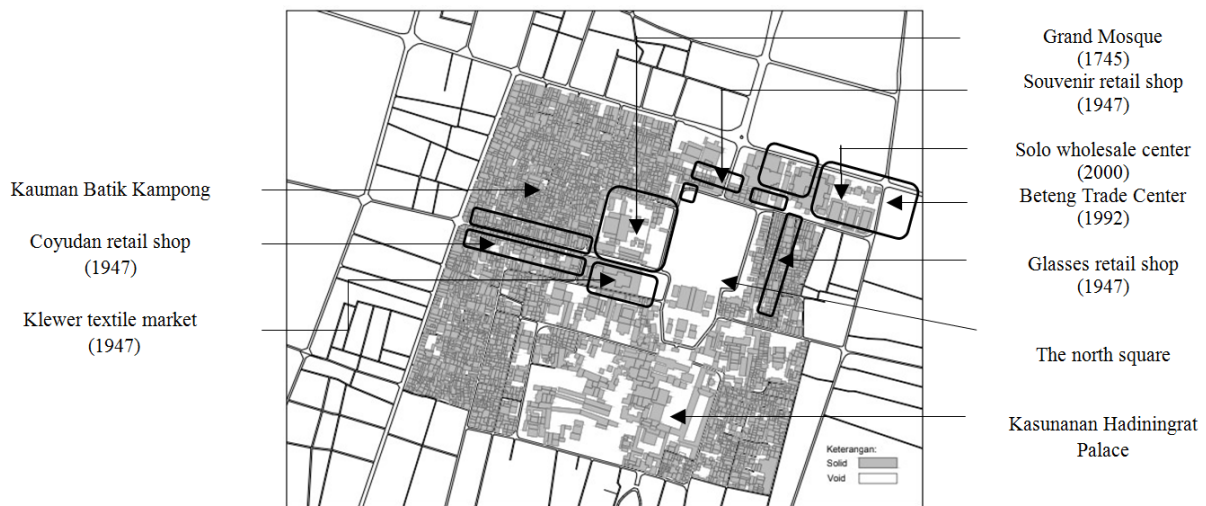 Kauman Batik Kampong
Coyudan retail shop
(1947)
Klewer textile market
(1947)
Grand Mosque
(1745)
Souvenir retail shop
(1947)
Solo wholesale center
(2000)
Beteng Trade Center
(1992)
Glasses retail shop
(1947)
The north square
Kasunanan Hadiningrat
Palace
Keterangan:
Solid
Void